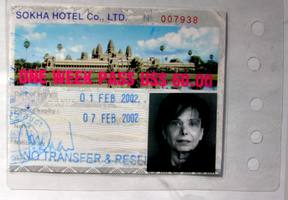 SOKHA HOTEL Co., LTD.
No 007938
ONE WEEK PASS US$ 60.00
01 FEB 2002
07 FEB 2002
NO TRANSFER & RESE